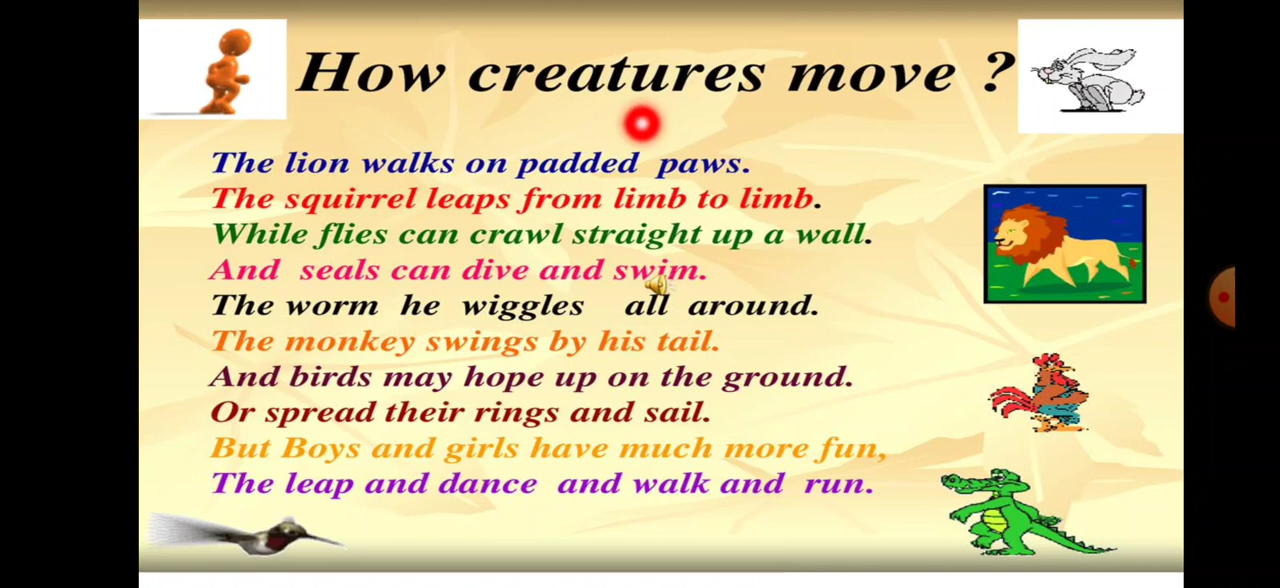 How creatures move ?
The lion walks on padded paws.
The squirrel leaps from limb to limb.
While flies can crawl straight up a wall.
And seals can dive and swim.
The worm he wiggles all around.
The monkey swings by his tail.
And birds may hope up on the ground.
Or spread their rings and sail.
But Boys and girls have much more fun,
The leap and dance and walk and run.